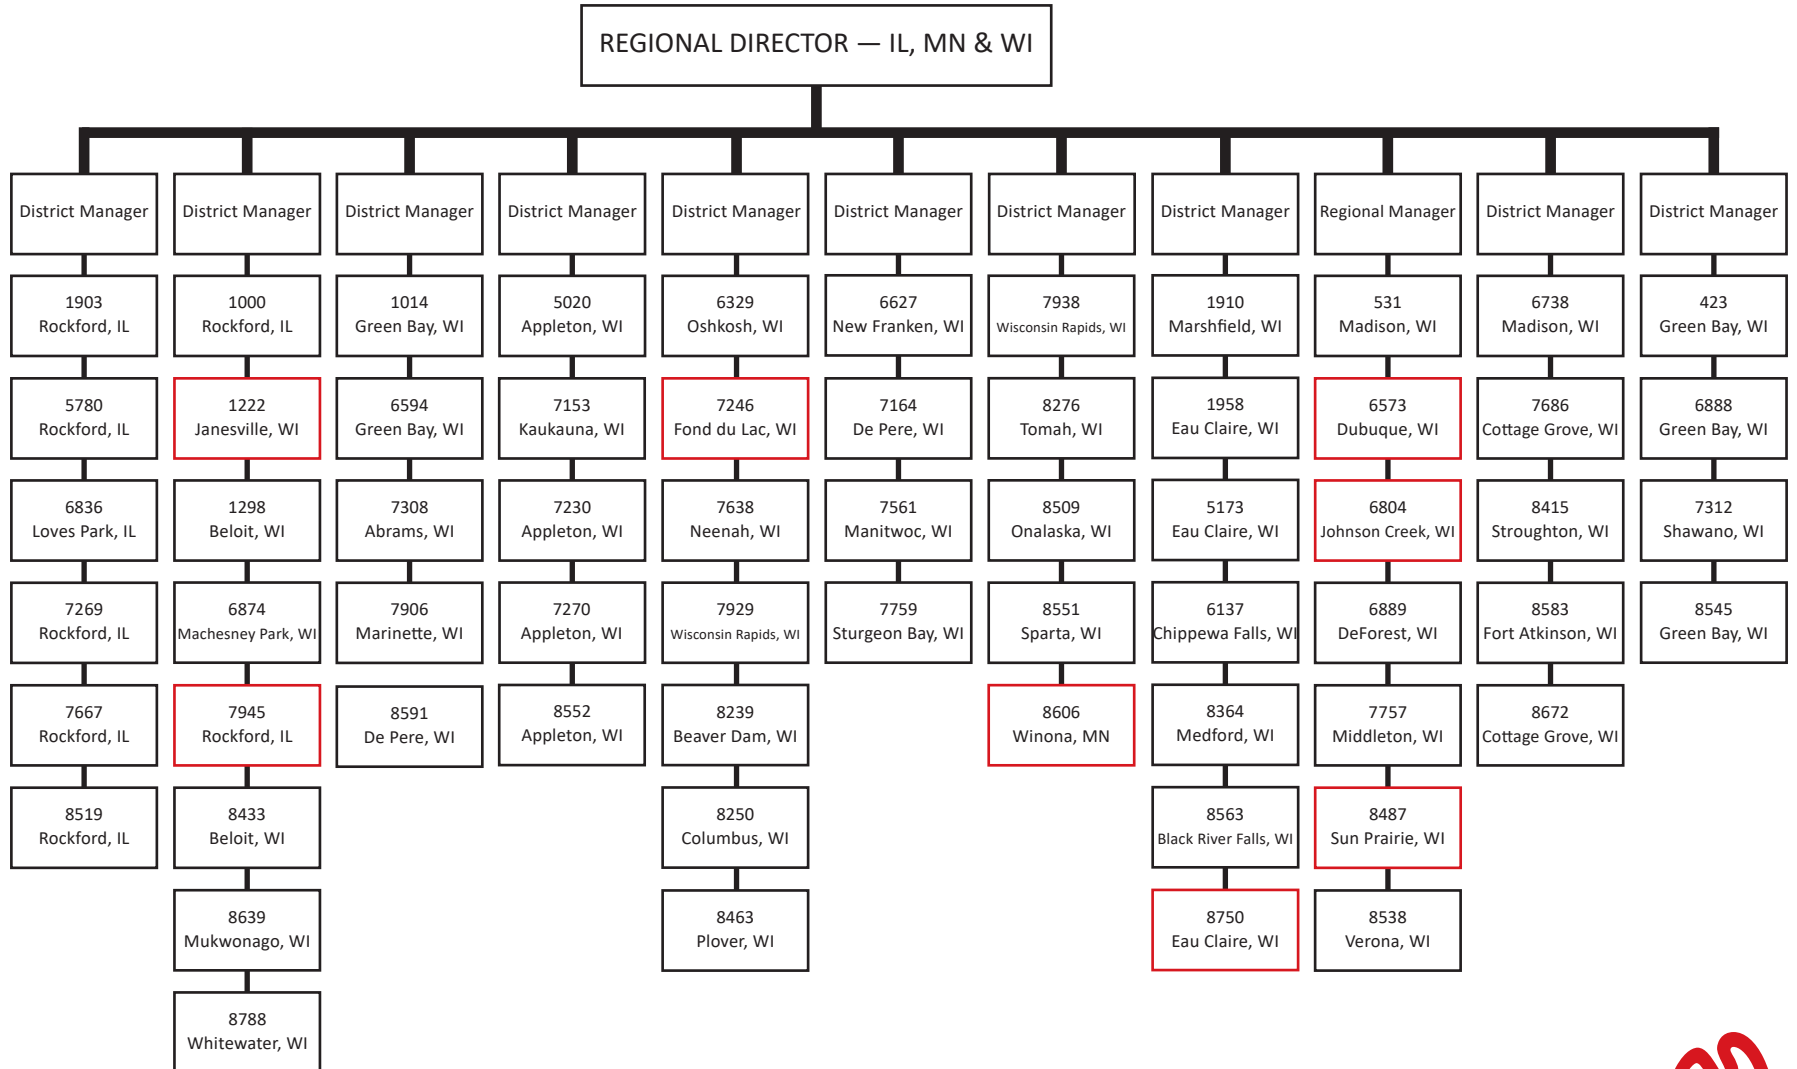 REGIONAL DIRECTOR — IL, MN & WI
District Manager
1903
Rockford, IL
5780
Rockford, IL
6836
Loves Park, IL
7269
Rockford, IL
7667
Rockford, IL
8519
Rockford, IL
District Manager
1000
Rockford, IL
1222
Janesville, WI
1298
Beloit, WI
6874
Machesney Park, WI
7945
Rockford, IL
8433
Beloit, WI
8639
Mukwonago, WI
8788
Whitewater, WI
District Manager
1014
Green Bay, WI
6594
Green Bay, WI
7308
Abrams, WI
7906
Marinette, WI
8591
De Pere, WI
District Manager
5020
Appleton, WI
7153
Kaukauna, WI
7230
Appleton, WI
7270
Appleton, WI
8552
Appleton, WI
District Manager
6329
Oshkosh, WI
7246
Fond du Lac, WI
7638
Neenah, WI
7929
Wisconsin Rapids, WI
8239
Beaver Dam, WI
8250
Columbus, WI
8463
Plover, WI
District Manager
6627
New Franken, WI
7164
De Pere, WI
7561
Manitwoc, WI
7759
Sturgeon Bay, WI
District Manager
7938
Wisconsin Rapids, WI
8276
Tomah, WI
8509
Onalaska, WI
8551
Sparta, WI
8606
Winona, MN
District Manager
1910
Marshfield, WI
1958
Eau Claire, WI
5173
Eau Claire, WI
6137
Chippewa Falls, WI
8364
Medford, WI
8563
Black River Falls, WI
8750
Eau Claire, WI
Regional Manager
531
Madison, WI
6573
Dubuque, WI
6804
Johnson Creek, WI
6889
DeForest, WI
7757
Middleton, WI
8487
Sun Prairie, WI
8538
Verona, WI
District Manager
6738
Madison, WI
7686
Cottage Grove, WI
8415
Stroughton, WI
8583
Fort Atkinson, WI
8672
Cottage Grove, WI
District Manager
423
Green Bay, WI
6888
Green Bay, WI
7312
Shawano, WI
8545
Green Bay, WI